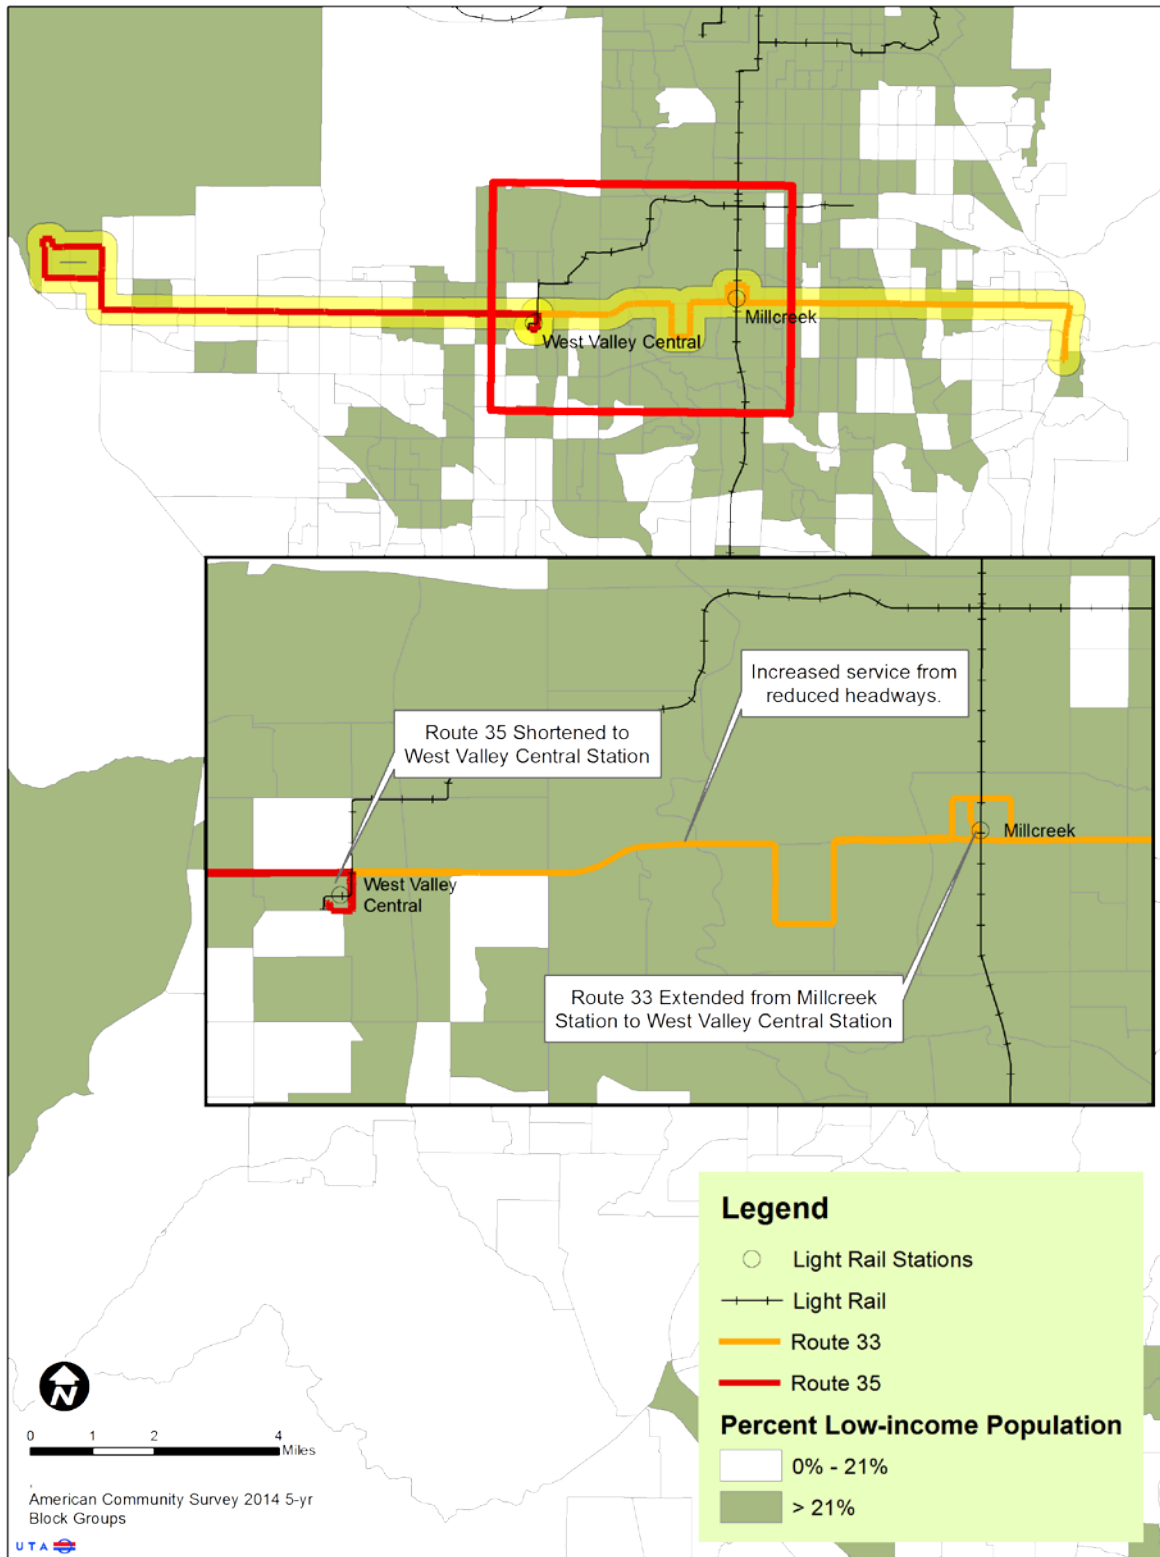 Millcreek
West Valley Central
Increased service from
reduced headways.
Route 35 Shortened to
West Valley Central Station
Millcreek
West Valley
Central
Route 33 Extended from Millcreek
Station to West Valley Central Station
Legend
Light Rail Stations
Light Rail
Route 33
Route 35
Percent Low-income Population
0% - 21%
> 21%
N
0 1 2 4
Miles
American Community Survey 2014 5-yr
Block Groups
UTA